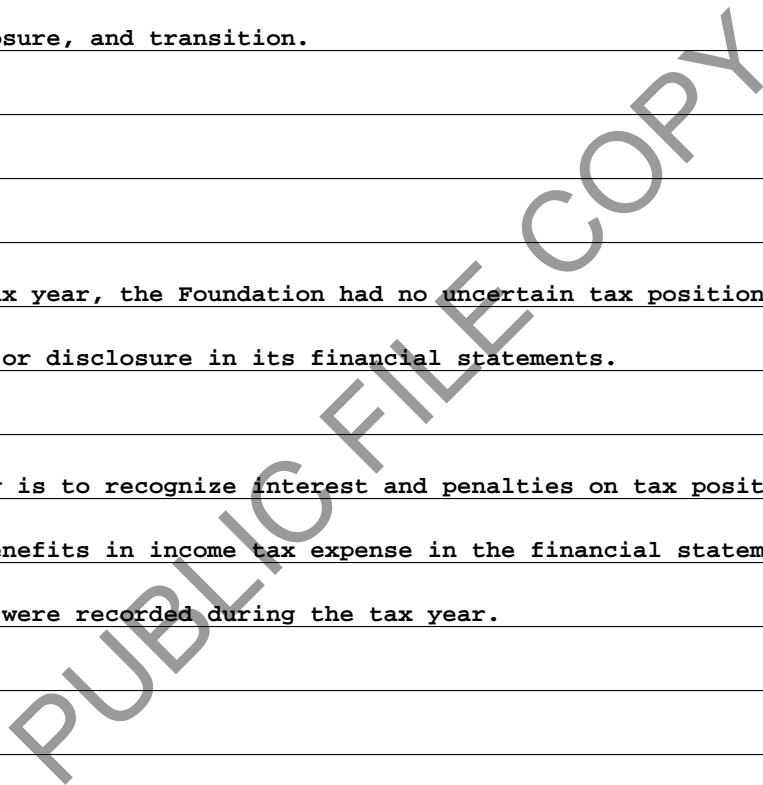 osure, and transition.
ax year, the Foundation had no uncertain tax position
or disclosure in its financial statements.
is to recognize interest and penalties on tax posit
enefits in income tax expense in the financial statem
were recorded during the tax year.
PUBLIC FILE COPY